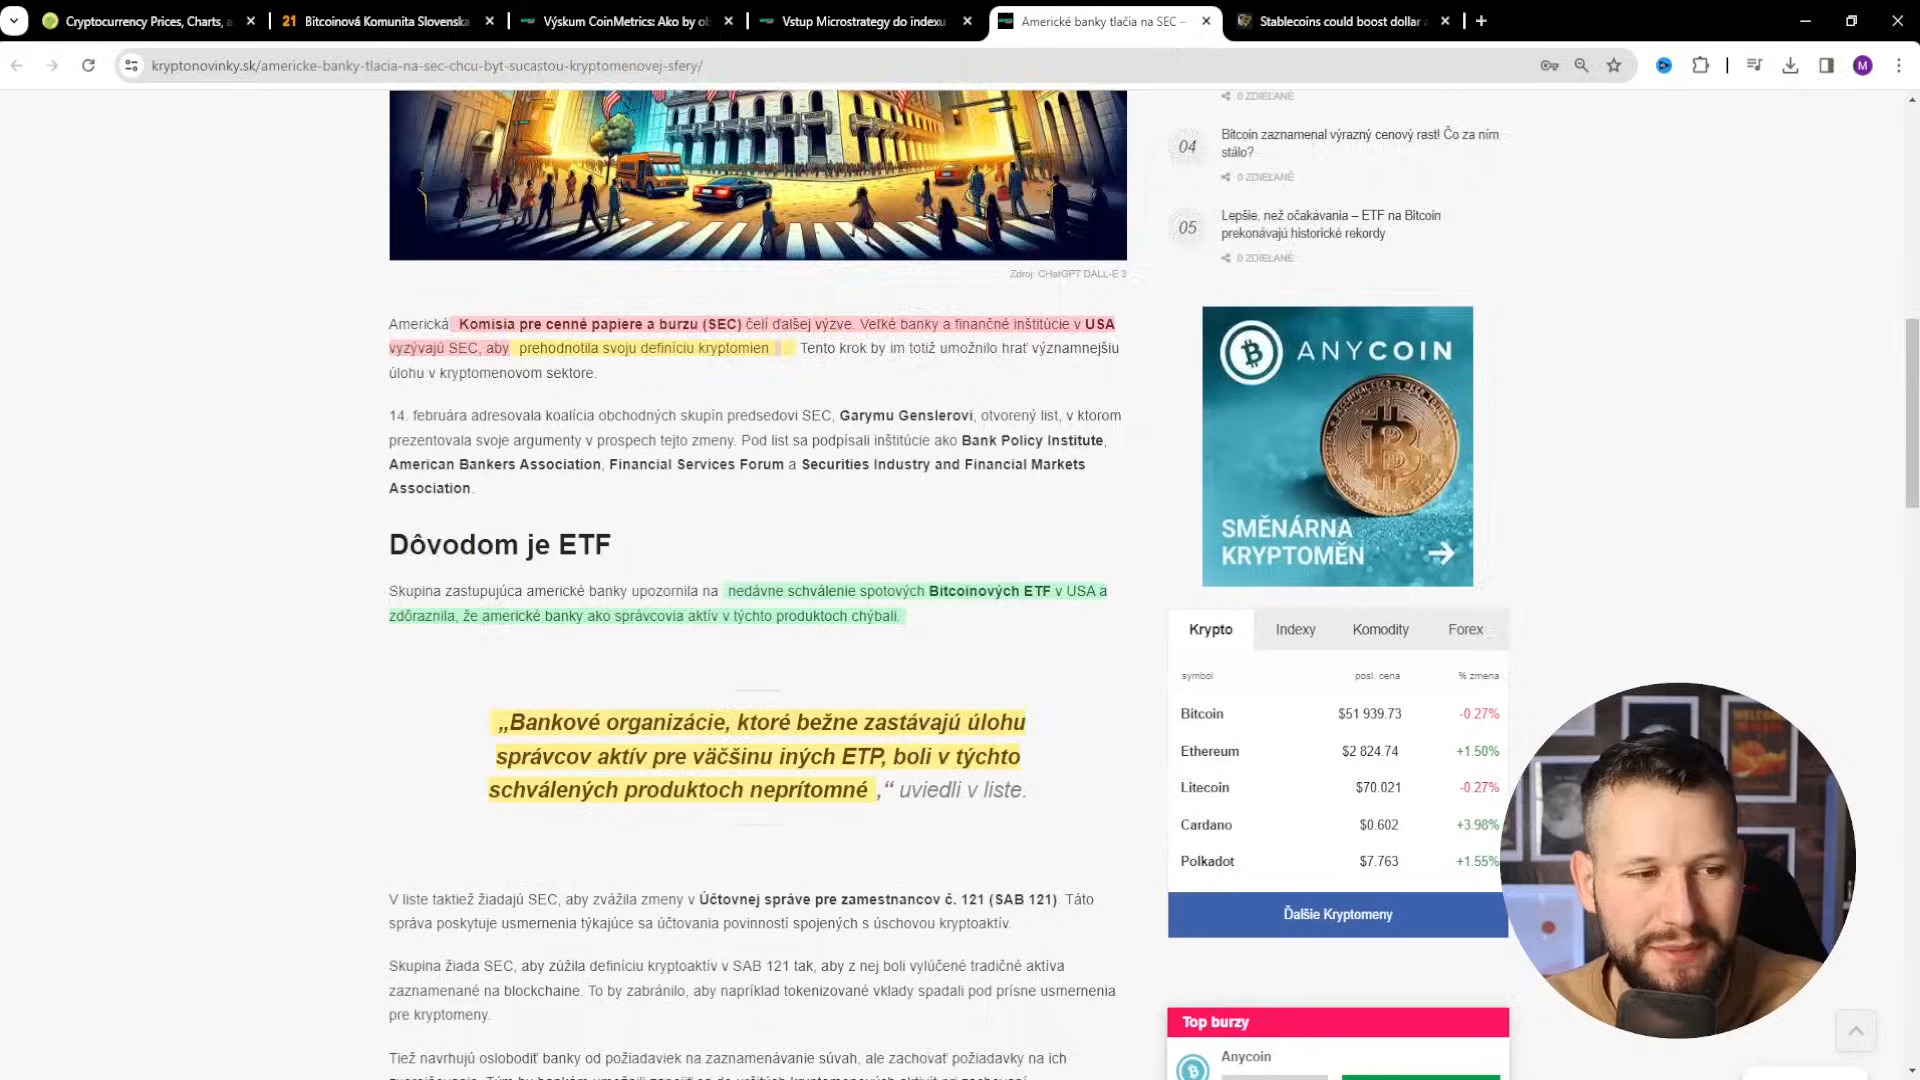 Cryptocurrency Prices, Charts, a
Bitcoinová Komunita Slovenska
Výskum CoinMetrics: Ako by ob
Vstup Microstrategy do indexu
Americké banky tlačia na SEC –
Stablecoins could boost dollar
kryptonovinky.sk/americke-banky-tlacia-na-sec-chcu-byt-sucastou-kryptomenovej-sfery/
M
Zdroj: CHatGPT DALL-E 3
Americká Komisia pre cenné papiere a burzu (SEC) čelí ďalšej výzve. Veľké banky a finančné inštitúcie v USA
vyzývajú SEC, aby prehodnotila svoju definíciu kryptomien Tento krok by im totiž umožnilo hrať významnejšiu
úlohu v kryptomenovom sektore.
14. februára adresovala koalícia obchodných skupín predsedovi SEC, Garymu Genslerovi, otvorený list, v ktorom
prezentovala svoje argumenty v prospech tejto zmeny. Pod list sa podpísali inštitúcie ako Bank Policy Institute,
American Bankers Association, Financial Services Forum a Securities Industry and Financial Markets
Association.
Dôvodom je ETF
Skupina zastupujúca americké banky upozornila na nedávne schválenie spotových Bitcoinových ETF v USA a
zdôraznila, že americké banky ako správcovia aktív v týchto produktoch chýbali.
„Bankové organizácie, ktoré bežne zastávajú úlohu
správcov aktív pre väčšinu iných ETP, boli v týchto
schválených produktoch neprítomné ,“ uviedli v liste.
V liste taktiež žiadajú SEC, aby zvážila zmeny v Účtovnej správe pre zamestnancov č. 121 (SAB 121). Táto
správa poskytuje usmernenia týkajúce sa účtovania povinností spojených s úschovou kryptoaktív.
Skupina žiada SEC, aby zúžila definíciu kryptoaktív v SAB 121 tak, aby z nej boli vylúčené tradičné aktíva
zaznamenané na blockchaine. To by zabránilo, aby napríklad tokenizované vklady spadali pod prísne usmernenia
pre kryptomeny.
Tiež navrhujú oslobodiť banky od požiadaviek na zaznamenávanie súvah, ale zachovať požiadavky na ich
0 ZDIEĽANÉ
04
Bitcoin zaznamenal výrazný cenový rast! Čo za ním
stálo?
0 ZDIEĽANÉ
05
Lepšie, než očakávania – ETF na Bitcoin
prekonávajú historické rekordy
0 ZDIEĽANÉ
ANYCOIN
SMĚNÁRNA
KRYPTOMĚN
Krypto Indexy Komodity Forex
symbol posl. cena % zmena
Bitcoin $51 939.73 -0.27%
Ethereum $2 824.74 +1.50%
Litecoin $70.021 -0.27%
Cardano $0.602 +3.98%
Polkadot $7.763 +1.55%
Ďalšie Kryptomeny
Top burzy
Anycoin